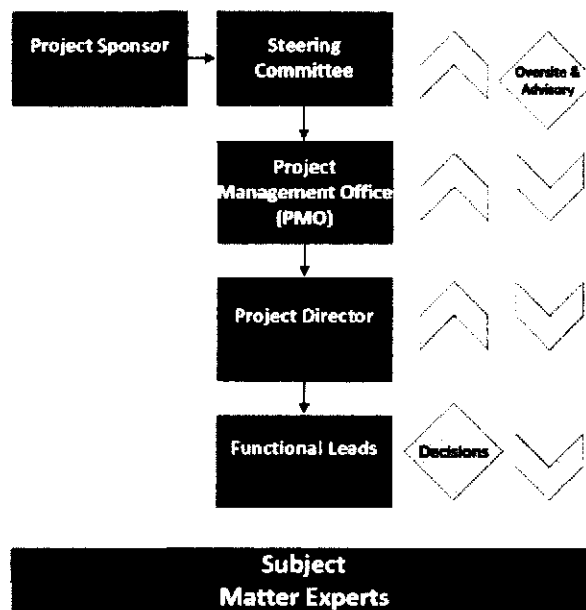 Project Sponsor
Steering
Committee
Oversite &
Advisory
Project
Management Office
(PMO)
Project Director
Functional Leads
Decisions
Subject
Matter Experts